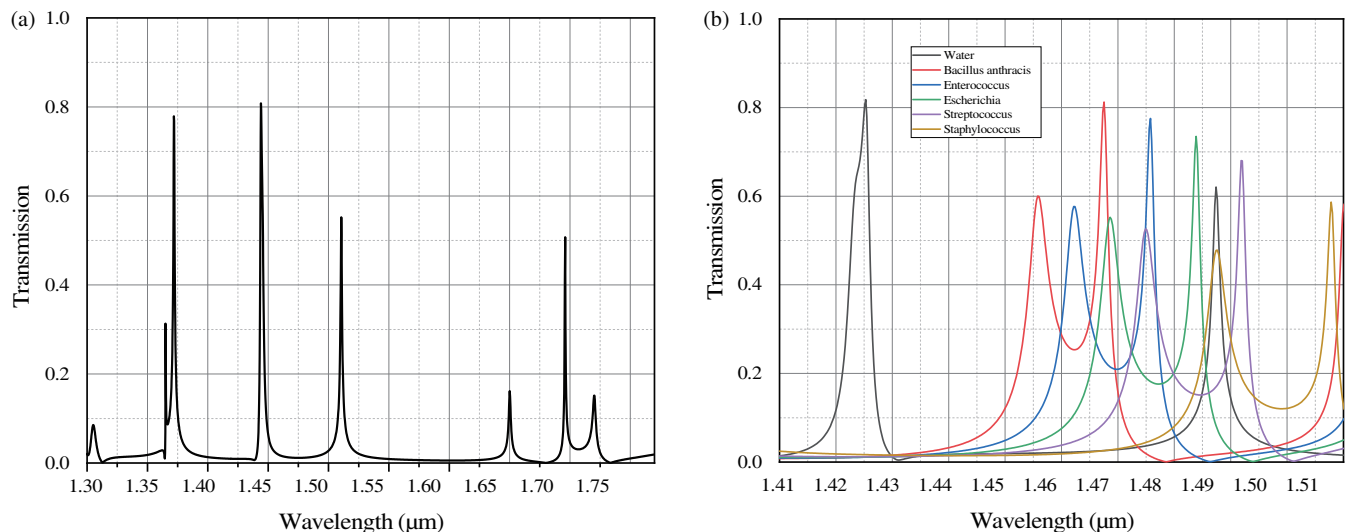 (a)
Transmission
1.0
0.8
0.6
0.4
0.2
0.0
1.30 1.35 1.40 1.45 1.50 1.55 1.60 1.65 1.70 1.75
Wavelength (μm)
(b)
Transmission
1.0
0.8
0.6
0.4
0.2
0.0
Water
Bacillus anthracis
Enterococcus
Escherichia
Streptococcus
Staphylococcus
1.41 1.42 1.43 1.44 1.45 1.46 1.47 1.48 1.49 1.50 1.51
Wavelength (μm)